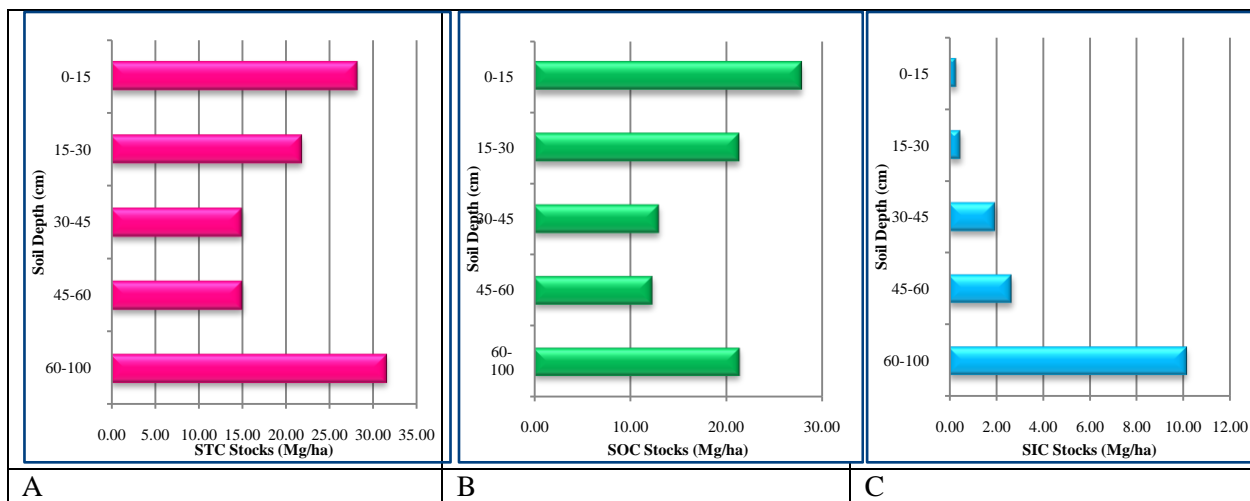 Soil Depth (cm)
0-15
15-30
30-45
45-60
60-100
0.00 5.00 10.00 15.00 20.00 25.00 30.00 35.00
STC Stocks (Mg/ha)
A
Soil Depth (cm)
0-15
15-30
30-45
45-60
60-
100
0.00 10.00 20.00 30.00
SOC Stocks (Mg/ha)
B
Soil Depth (cm)
0-15
15-30
30-45
45-60
60-100
0.00 2.00 4.00 6.00 8.00 10.00 12.00
SIC Stocks (Mg/ha)
C